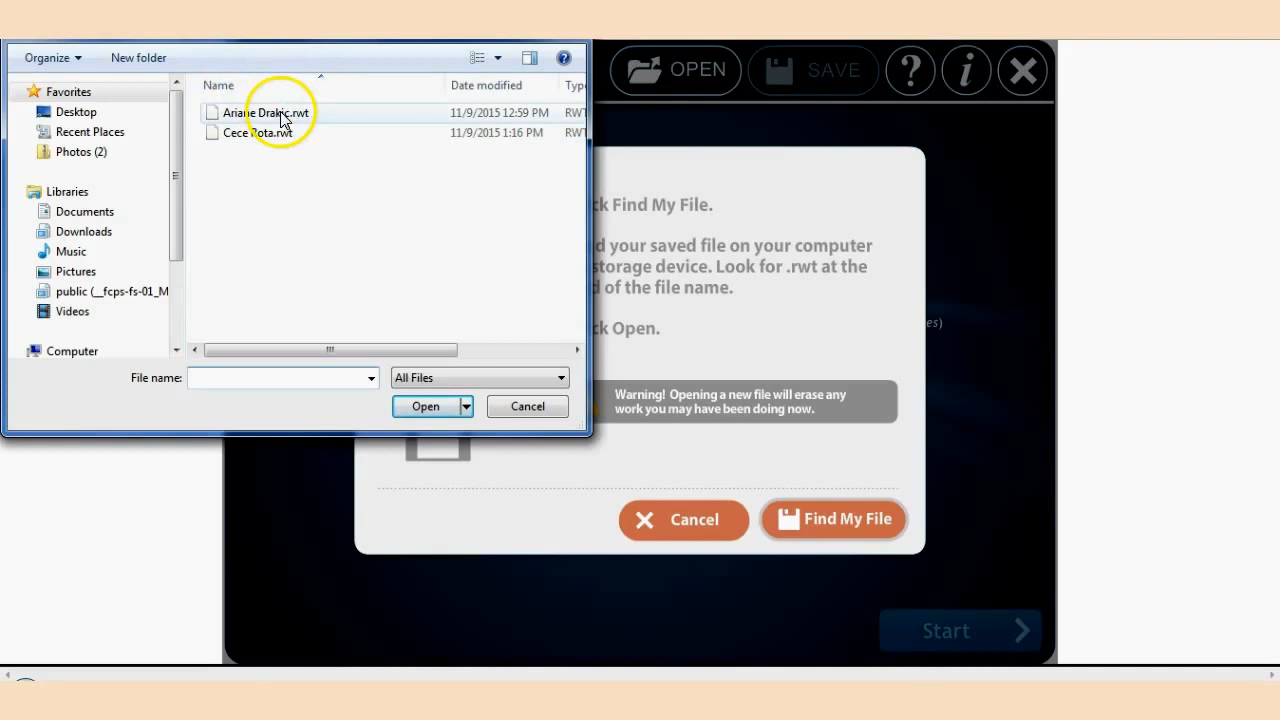 Organize
New folder
OPEN
SAVE
?
i
Favorites
Desktop
Recent Places
Photos (2)
Libraries
Documents
Downloads
Music
Pictures
public (__fcps-fs-01_M
Videos
Computer
Name
Date modified
Type
Ariane Drakic.rwt
11/9/2015 12:59 PM
RWT
Cece Rota.rwt
11/9/2015 1:16 PM
RWT
File name:
All Files
Open
Cancel
ck Find My File.
d your saved file on your computer
storage device. Look for .rwt at the
d of the file name.
ck Open.
es)
Warning! Opening a new file will erase any
work you may have been doing now.
Cancel
Find My File
Start